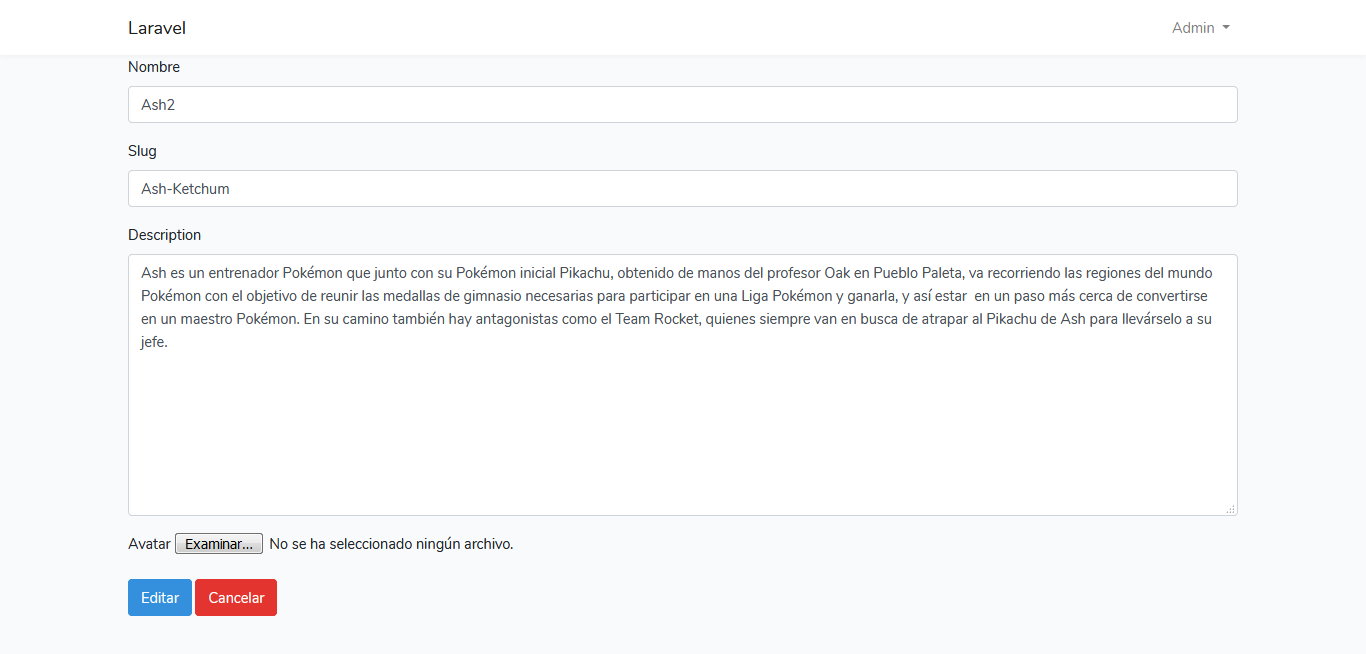 Laravel
Admin
Nombre
Ash2
Slug
Ash-Ketchum
Description
Ash es un entrenador Pokémon que junto con su Pokémon inicial Pikachu, obtenido de manos del profesor Oak en Pueblo Paleta, va recorriendo las regiones del mundo
Pokémon con el objetivo de reunir las medallas de gimnasio necesarias para participar en una Liga Pokémon y ganarla, y así estar  en un paso más cerca de convertirse
en un maestro Pokémon. En su camino también hay antagonistas como el Team Rocket, quienes siempre van en busca de atrapar al Pikachu de Ash para llevárselo a su
jefe.
Avatar Examinar... No se ha seleccionado ningún archivo.
Editar Cancelar